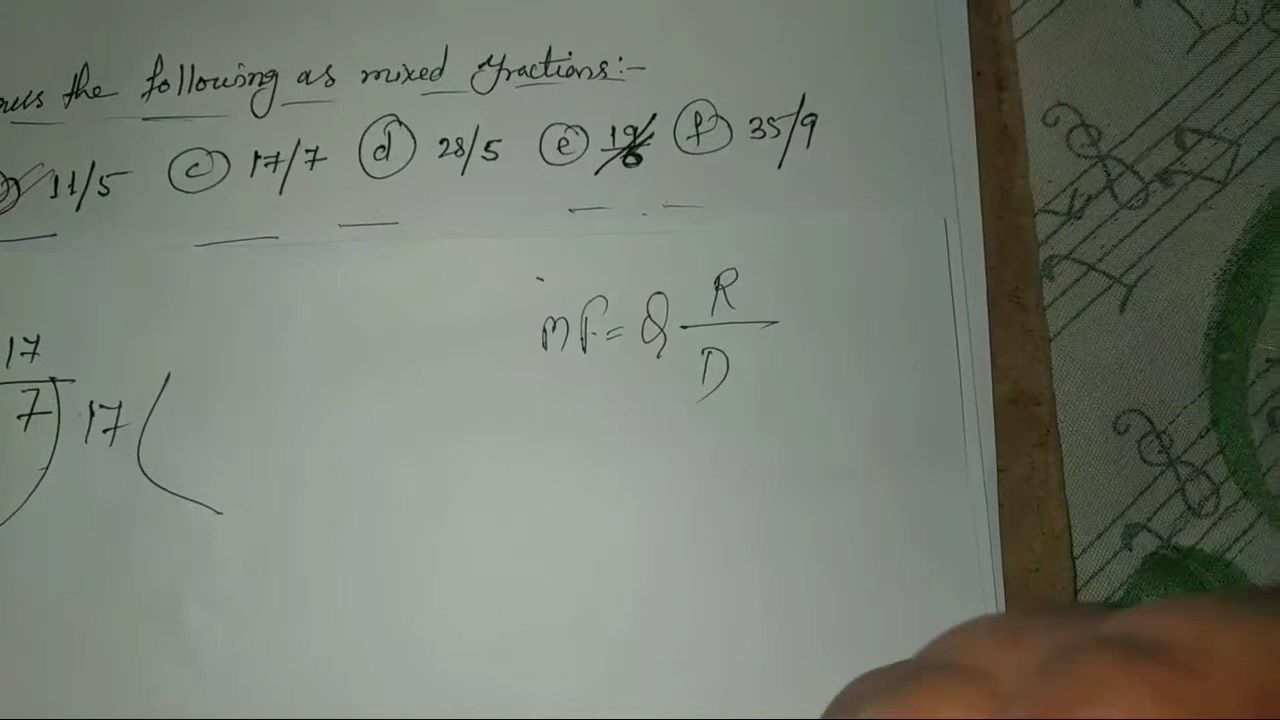 the following as mixed fractions:-
11/5 (c) 17/7 (d) 28/5 (e) (f) 35/9
MF = Q R/D
17
7) 17 (